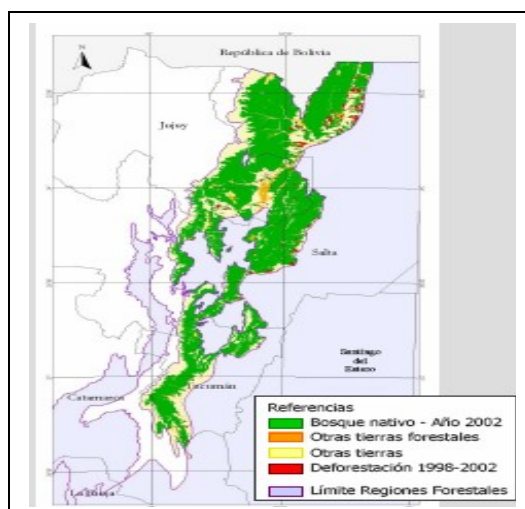 N
República de Bolivia
Jujuy
Salta
Santiago
del
Estero
Tucumán
Catamarca
La Rioja
Referencias
Bosque nativo - Año 2002
Otras tierras forestales
Otras tierras
Deforestación 1998-2002
Límite Regiones Forestales